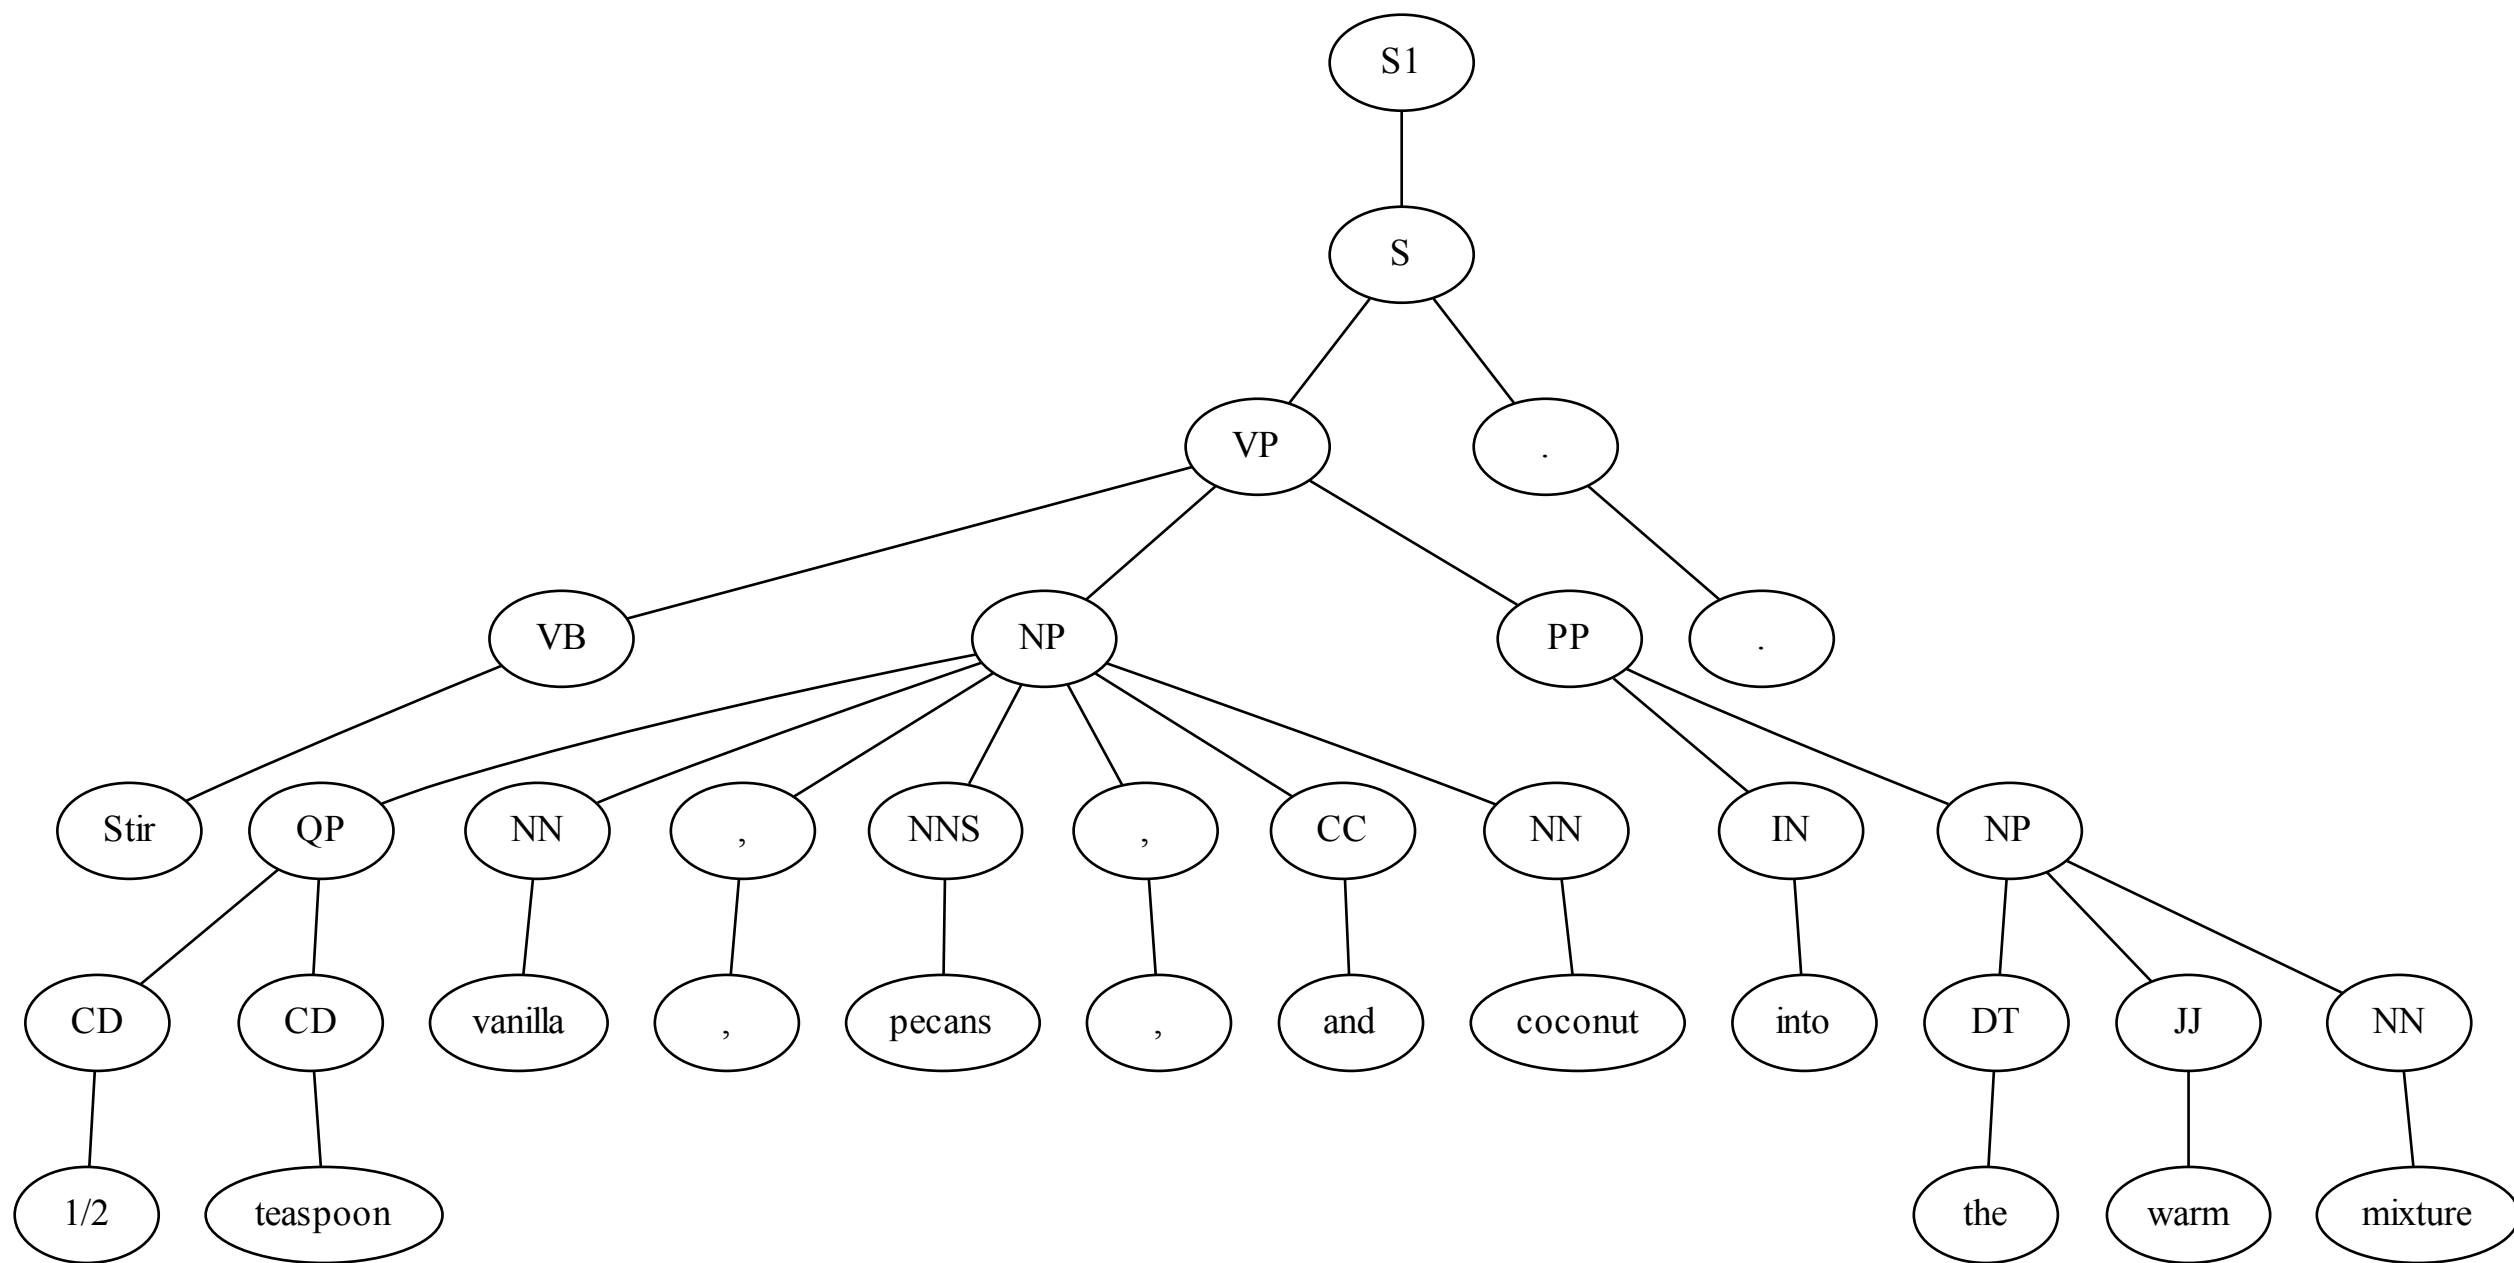 S1
S
VP .
VB NP PP .
Stir QP NN , NNS , CC NN IN NP
CD CD vanilla , pecans , and coconut into DT JJ NN
1/2 teaspoon the warm mixture